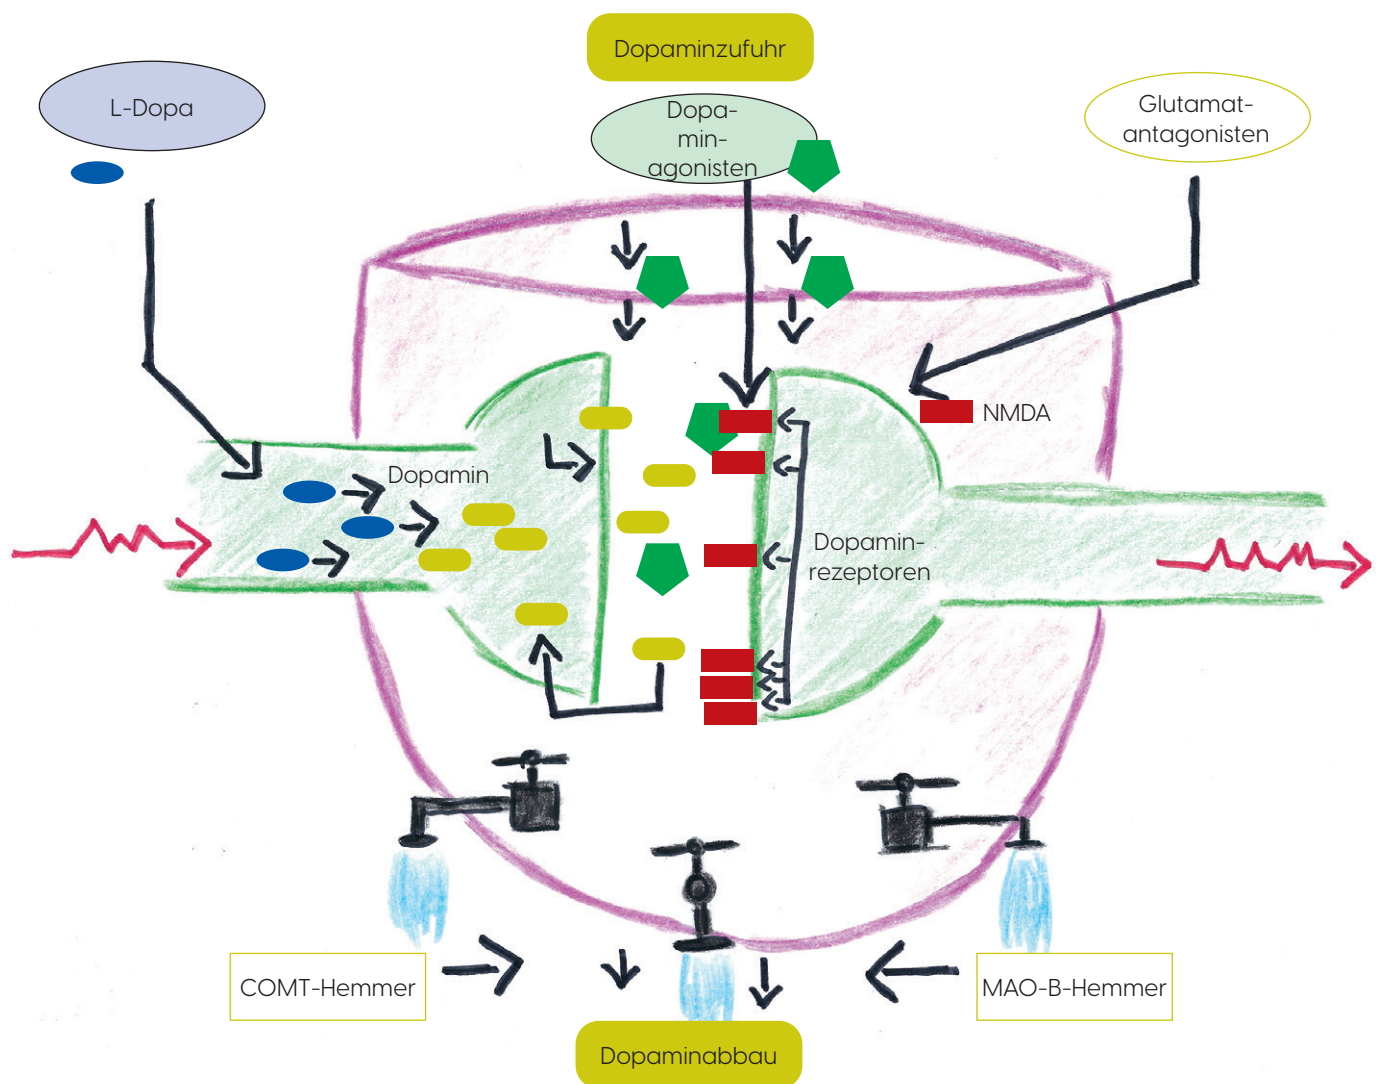 Dopaminzufuhr
L-Dopa
Dopa-
min-
agonisten
Glutamat-
antagonisten
NMDA
Dopamin
Dopamin-
rezeptoren
COMT-Hemmer
MAO-B-Hemmer
Dopaminabbau